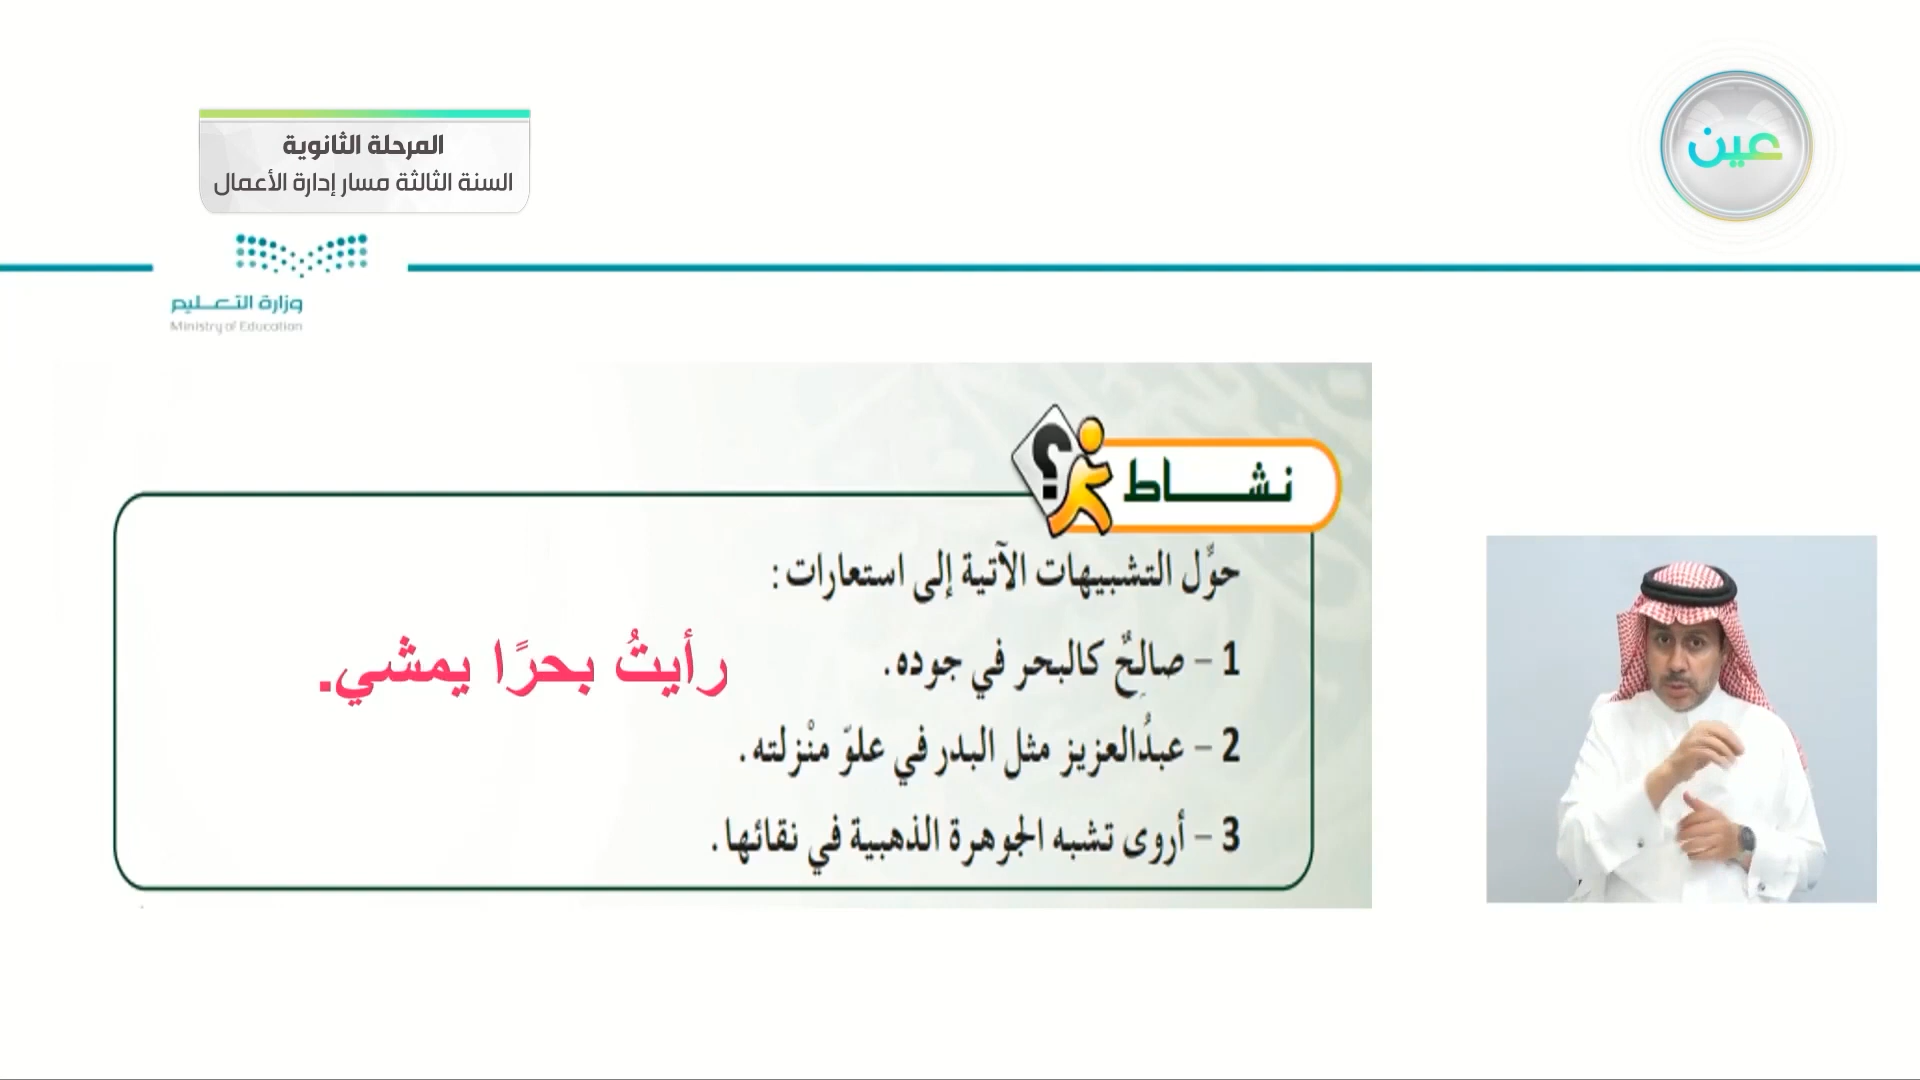 المرحلة الثانوية
السنة الثالثة مسار إدارة الأعمال
عين
وزارة التعليم
Ministry of Education
نشاط
حوِّل التشبيهات الآتية إلى استعارات :
1 – صالِحٌ كالبحر في جوده.
رأيتُ بحرًا يمشي.
2 – عبدُالعزيز مثل البدر في علوّ منْزلته.
3 – أروى تشبه الجوهرة الذهبية في نقائها.